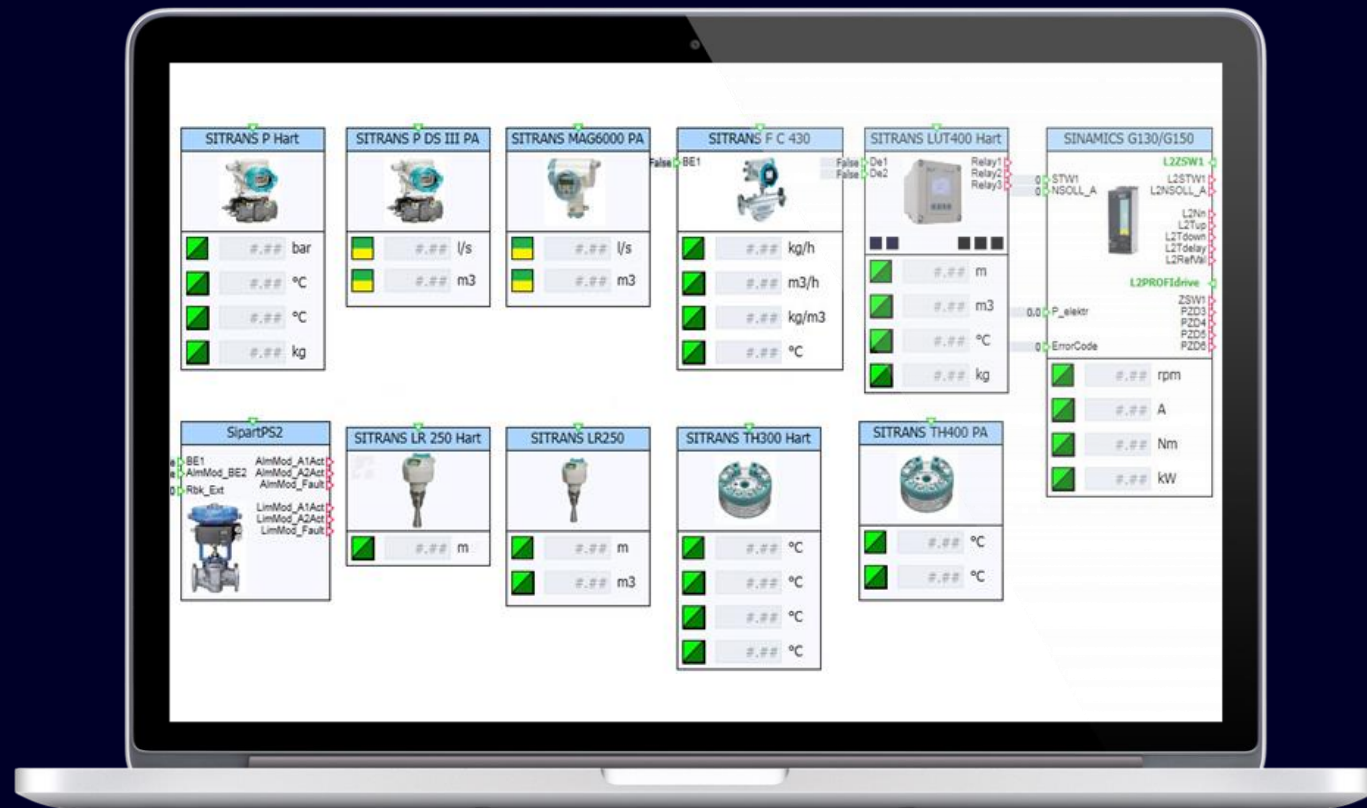 SITRANS P Hart
#.## bar
#.## °C
#.## °C
#.## kg
SITRANS P DS III PA
#.## l/s
#.## m3
SITRANS MAG6000 PA
#.## l/s
#.## m3
SITRANS F C 430
False BE1
#.## kg/h
#.## m3/h
#.## kg/m3
#.## °C
SITRANS LUT400 Hart
False De1 Relay1
False De2 Relay2
Relay3
#.## m
#.## m3
#.## °C
#.## kg
SINAMICS G130/G150
L2ZSW1
0 STW1 L2STW1
0 NSOLL_A L2NSOLL_A
L2Nn
L2Tup
L2Tdown
L2Tdelay
L2RefVal
L2PROFIdrive
ZSW1
0.0 P_elektr PZD3
PZD4
PZD5
0 ErrorCode PZD6
#.## rpm
#.## A
#.## Nm
#.## kW
SipartPS2
BE1 AlmMod_A1Act
AlmMod_BE2 AlmMod_A2Act
AlmMod_Fault
0 Rbk_Ext
LimMod_A1Act
LimMod_A2Act
LimMod_Fault
SITRANS LR 250 Hart
#.## m
SITRANS LR250
#.## m
#.## m3
SITRANS TH300 Hart
#.## °C
#.## °C
#.## °C
#.## °C
SITRANS TH400 PA
#.## °C
#.## °C